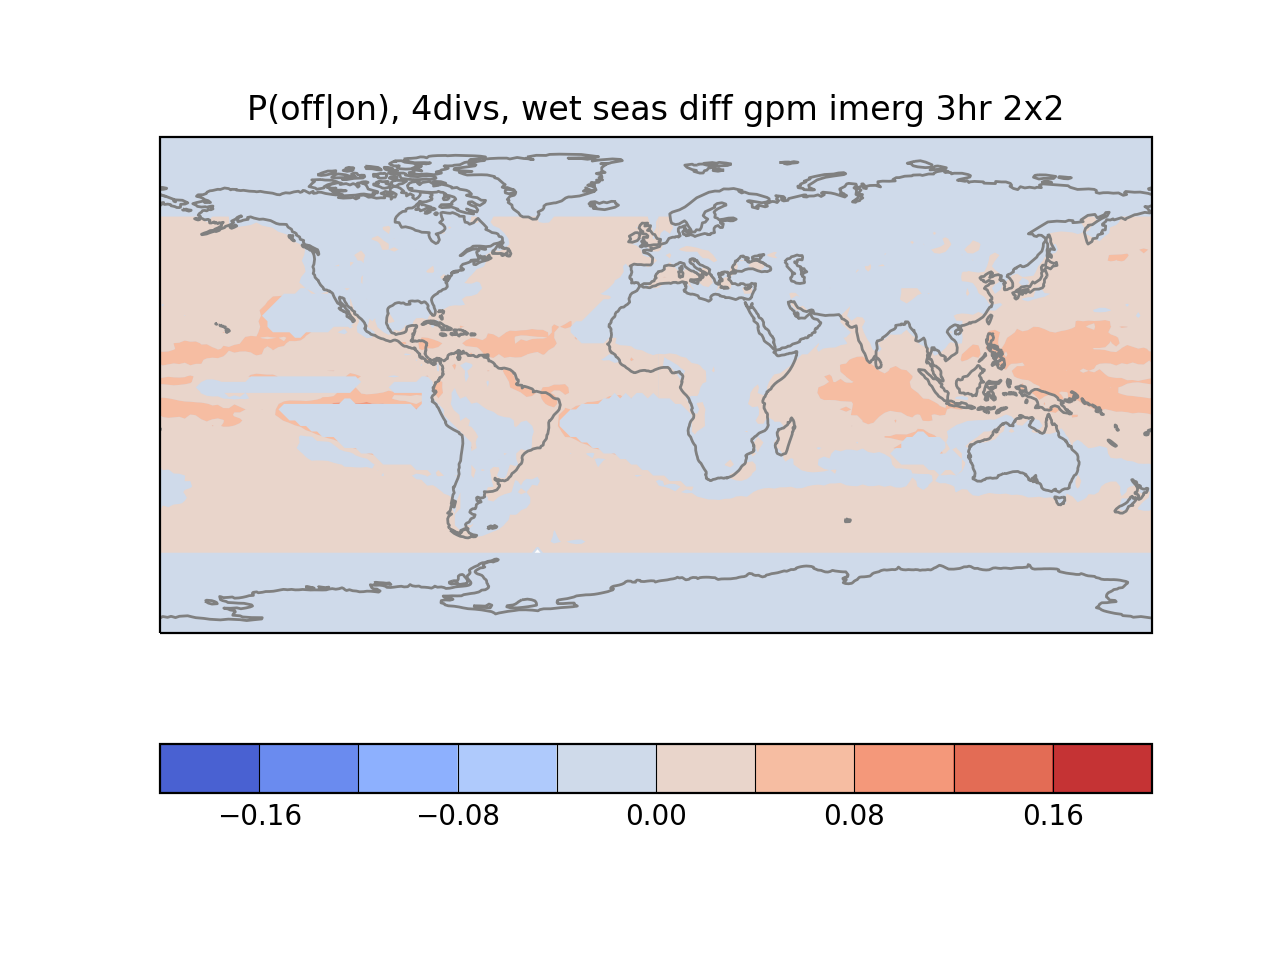 P(off|on), 4divs, wet seas diff gpm imerg 3hr 2x2
−0.16 −0.08 0.00 0.08 0.16